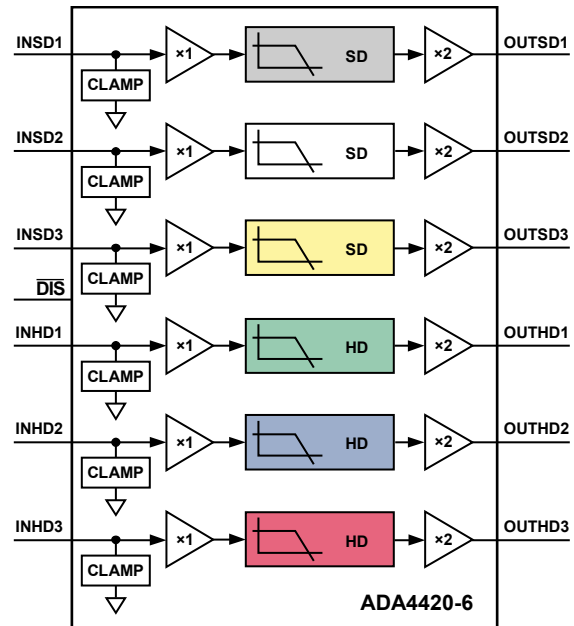 INSD1 ×1 SD ×2 OUTSD1
CLAMP
INSD2 ×1 SD ×2 OUTSD2
CLAMP
INSD3 ×1 SD ×2 OUTSD3
CLAMP
DIS
INHD1 ×1 HD ×2 OUTHD1
CLAMP
INHD2 ×1 HD ×2 OUTHD2
CLAMP
INHD3 ×1 HD ×2 OUTHD3
CLAMP
ADA4420-6